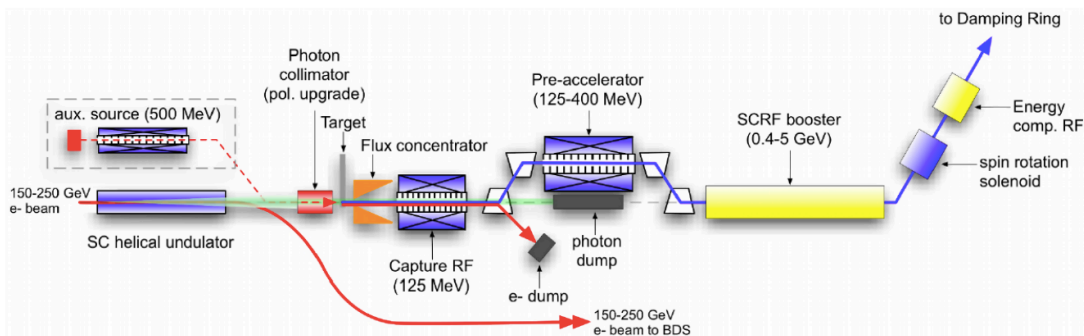 to Damping Ring
Photon
collimator
(pol. upgrade)
Pre-accelerator
(125-400 MeV)
aux. source (500 MeV)
Target
SCRF booster
(0.4-5 GeV)
Energy
comp. RF
Flux concentrator
spin rotation
solenoid
150-250 GeV
e- beam
SC helical undulator
photon
dump
Capture RF
(125 MeV)
e- dump
150-250 GeV
e- beam to BDS